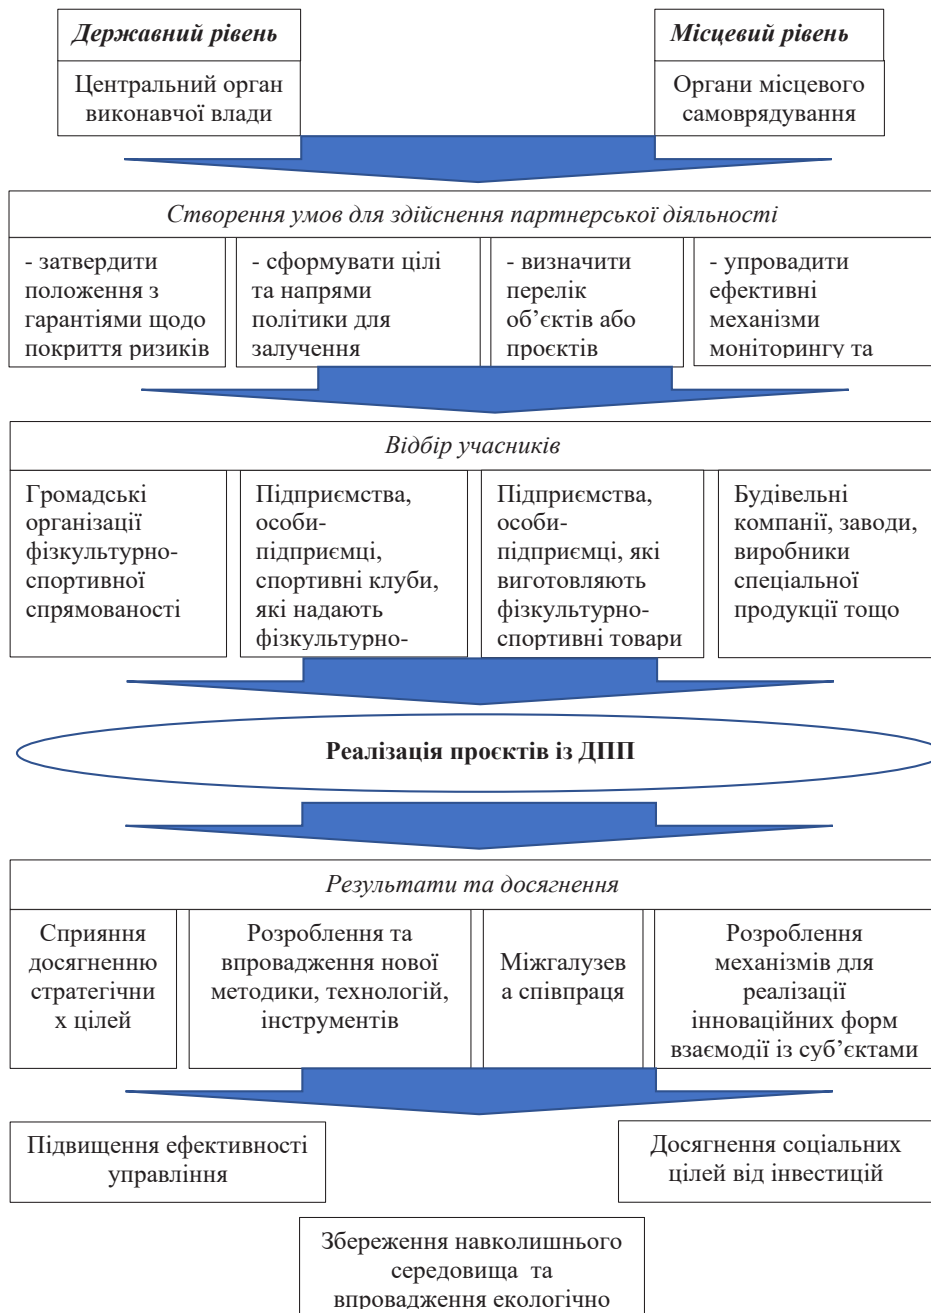 Державний рівень
Центральний орган
виконавчої влади
Місцевий рівень
Органи місцевого
самоврядування
Створення умов для здійснення партнерської діяльності
- затвердити
положення з
гарантіями щодо
покриття ризиків
- сформувати цілі
та напрями
політики для
залучення
- визначити
перелік
об’єктів або
проєктів
- упровадити
ефективні
механізми
моніторингу та
Відбір учасників
Громадські
організації
фізкультурно-
спортивної
спрямованості
Підприємства,
особи-
підприємці,
спортивні клуби,
які надають
фізкультурно-
Підприємства,
особи-
підприємці, які
виготовляють
фізкультурно-
спортивні товари
Будівельні
компанії, заводи,
виробники
спеціальної
продукції тощо
Реалізація проєктів із ДПП
Результати та досягнення
Сприяння
досягненню
стратегічни
х цілей
Розроблення та
впровадження нової
методики, технологій,
інструментів
Міжгалузев
а співпраця
Розроблення
механізмів для
реалізації
інноваційних форм
взаємодії із суб’єктами
Підвищення ефективності
управління
Досягнення соціальних
цілей від інвестицій
Збереження навколишнього
середовища та
впровадження екологічно